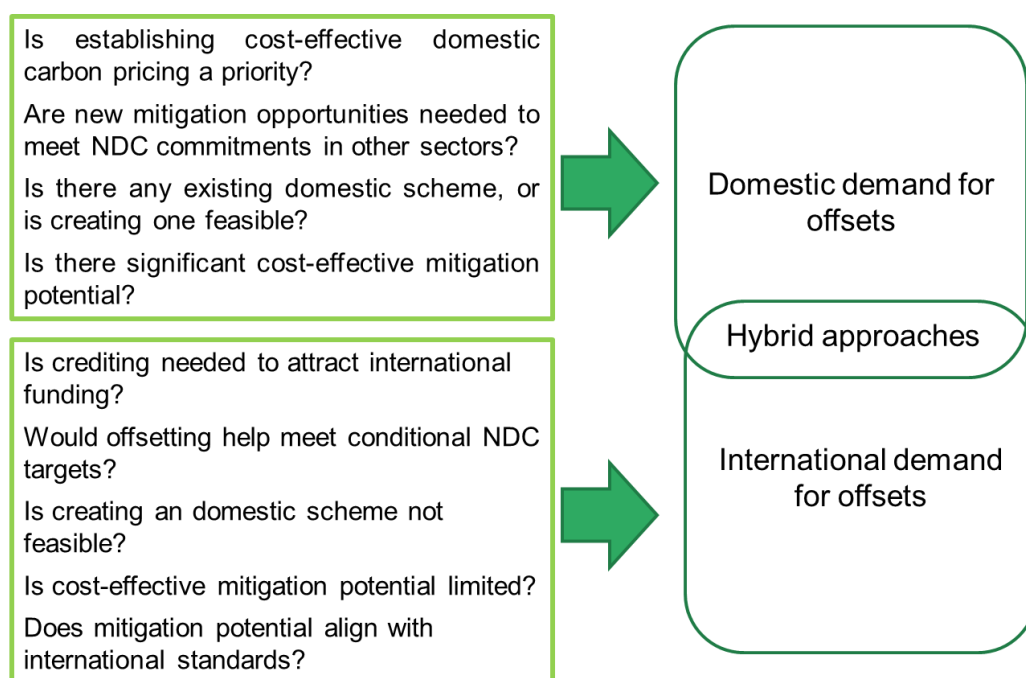 Is establishing cost-effective domestic
carbon pricing a priority?
Are new mitigation opportunities needed to
meet NDC commitments in other sectors?
Is there any existing domestic scheme, or
is creating one feasible?
Is there significant cost-effective mitigation
potential?
Domestic demand for
offsets
Hybrid approaches
Is crediting needed to attract international
funding?
Would offsetting help meet conditional NDC
targets?
Is creating an domestic scheme not
feasible?
Is cost-effective mitigation potential limited?
Does mitigation potential align with
international standards?
International demand
for offsets